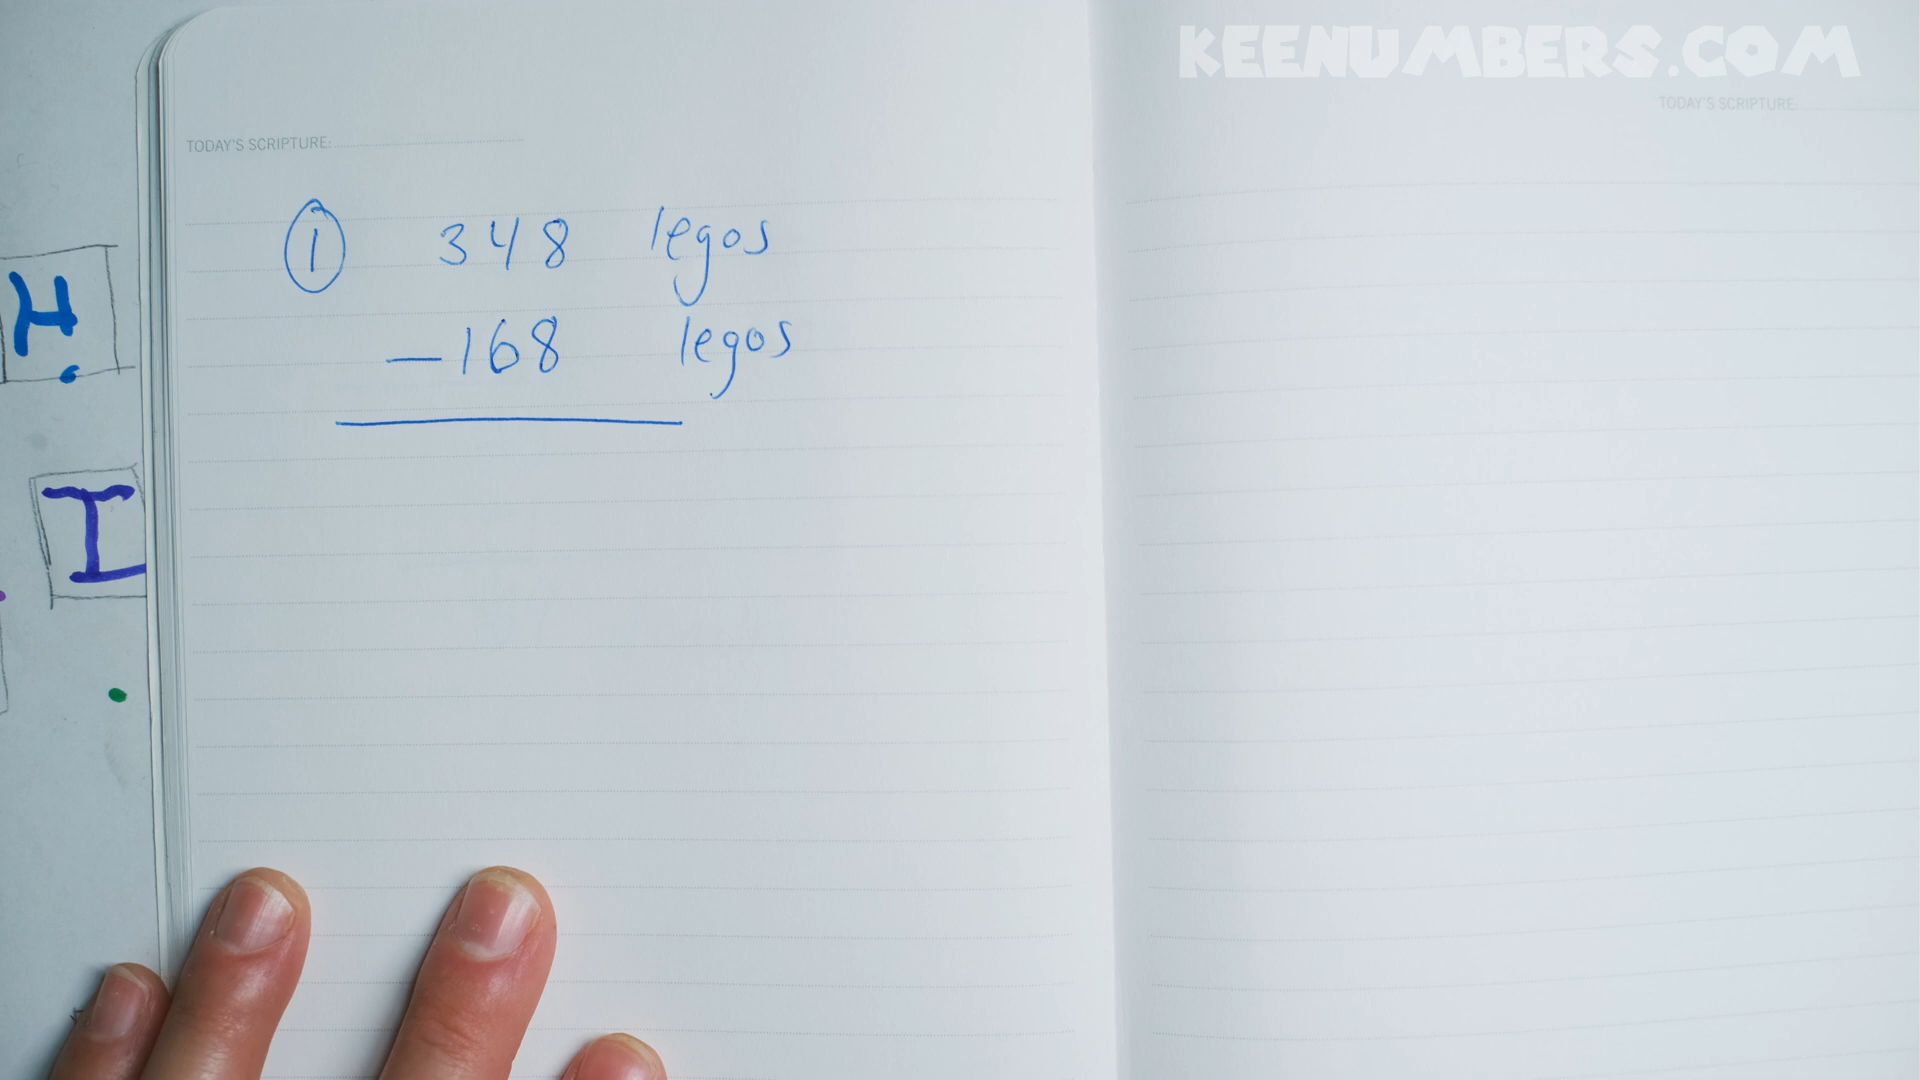 KEENUMBERS.COM
TODAY'S SCRIPTURE:
TODAY'S SCRIPTURE:
1 348 legos
— 168 legos
H
I